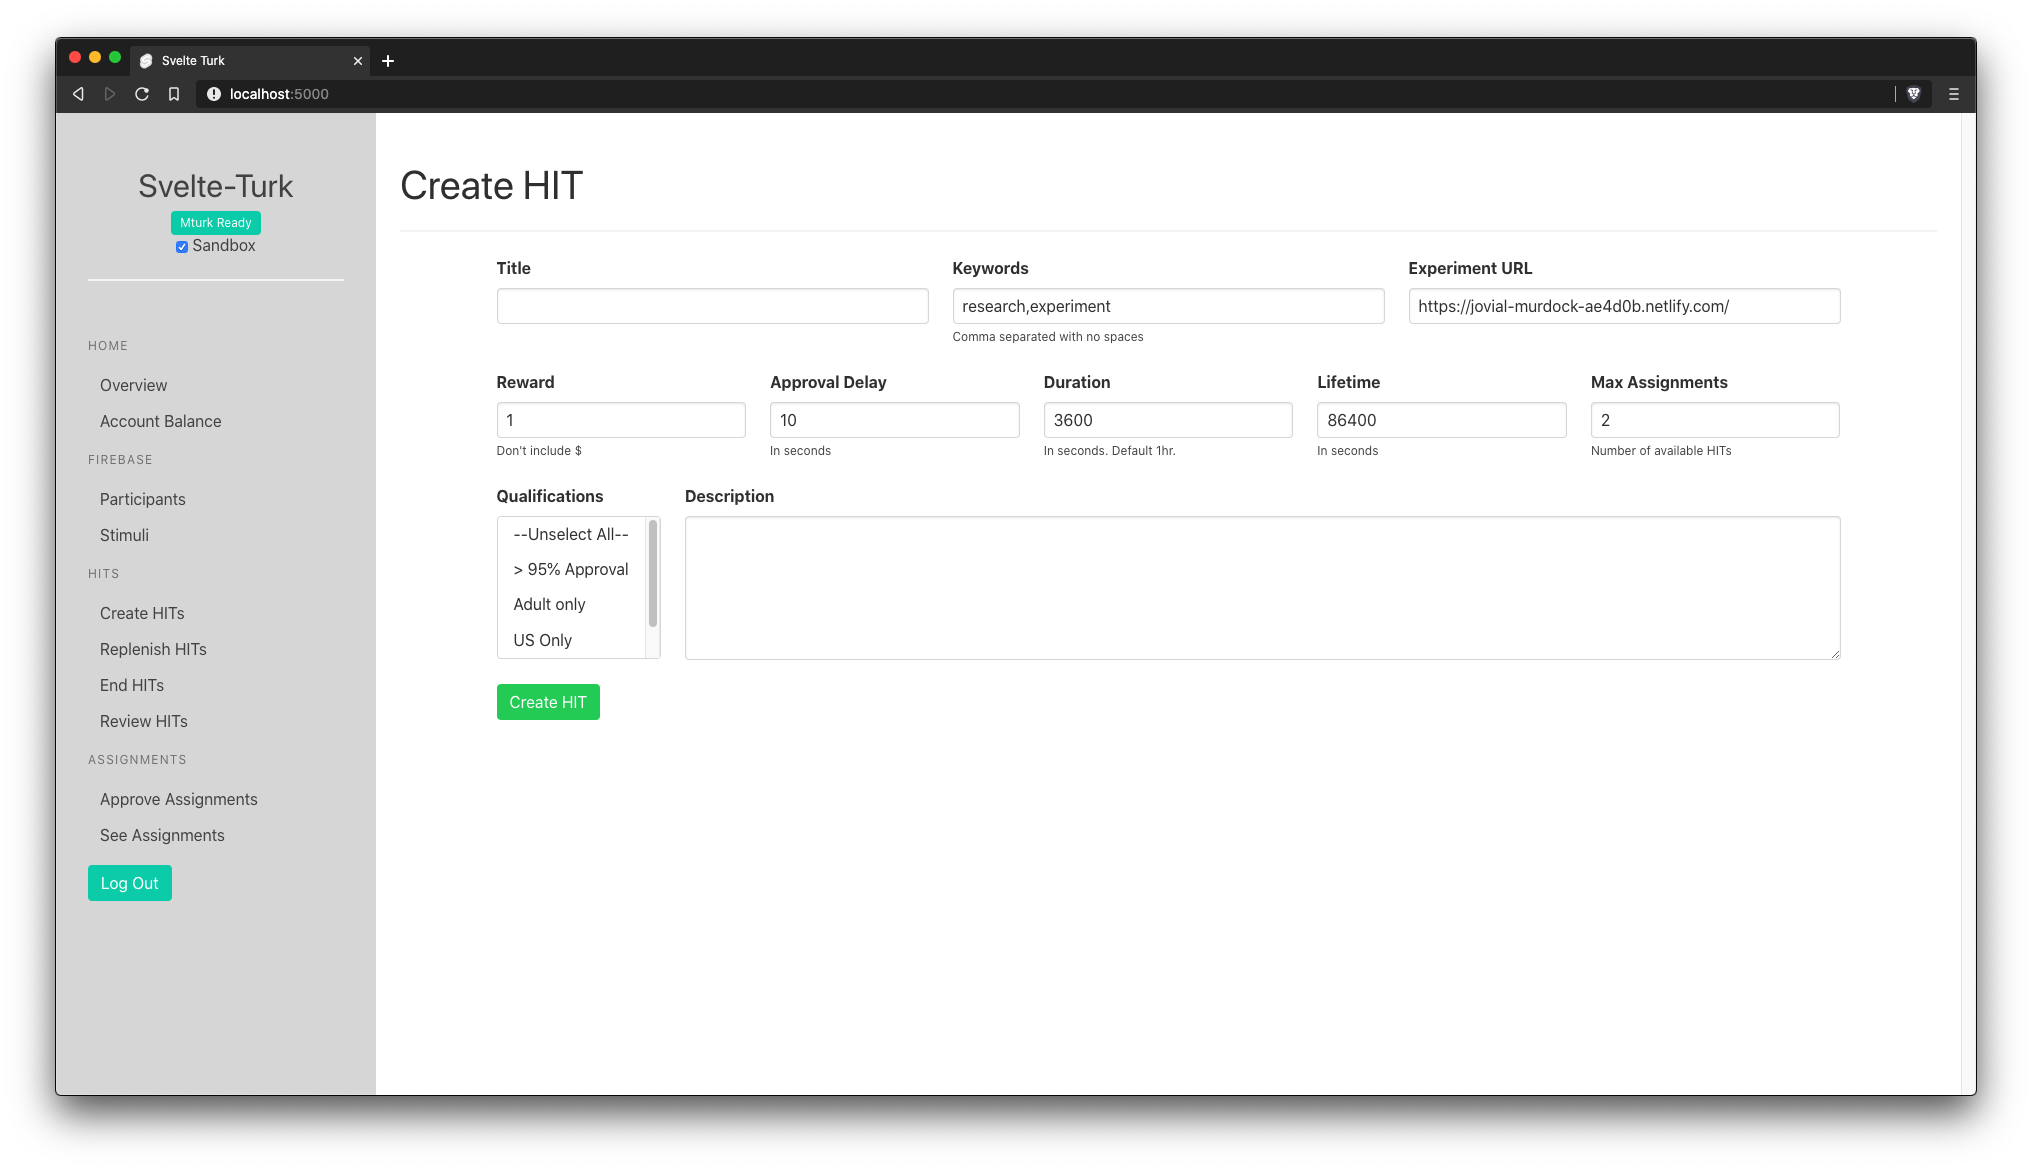 Svelte Turk
localhost:5000
Svelte-Turk
Mturk Ready
Sandbox
HOME
Overview
Account Balance
FIREBASE
Participants
Stimuli
HITS
Create HITs
Replenish HITs
End HITs
Review HITs
ASSIGNMENTS
Approve Assignments
See Assignments
Log Out
Create HIT
Title
Keywords
Experiment URL
research,experiment
https://jovial-murdock-ae4d0b.netlify.com/
Comma separated with no spaces
Reward
Approval Delay
Duration
Lifetime
Max Assignments
1
10
3600
86400
2
Don't include $
In seconds
In seconds. Default 1hr.
In seconds
Number of available HITs
Qualifications
Description
--Unselect All--
> 95% Approval
Adult only
US Only
Create HIT